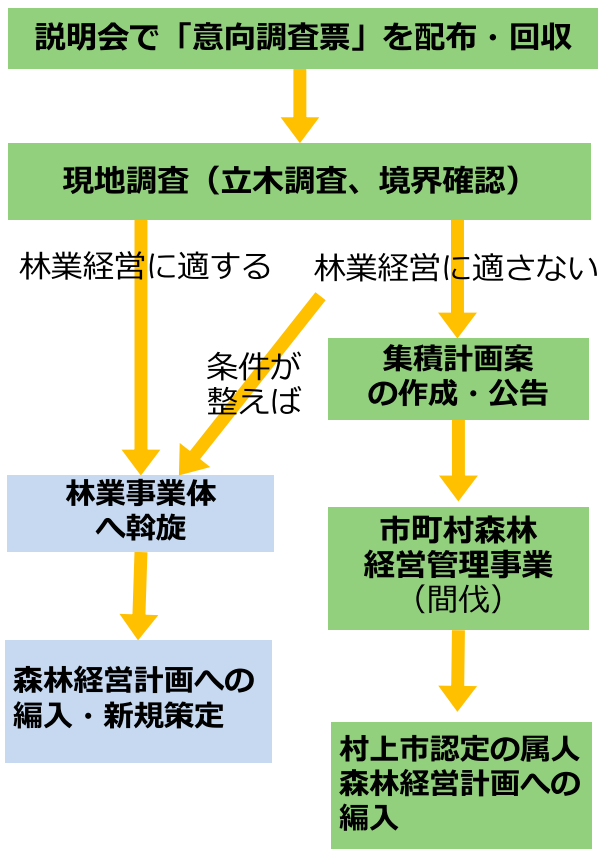 説明会で「意向調査票」を配布・回収
現地調査（立木調査、境界確認）
林業経営に適する
林業経営に適さない
条件が
整えば
集積計画案
の作成・公告
林業事業体
へ斡旋
市町村森林
経営管理事業
（間伐）
森林経営計画への
編入・新規策定
村上市認定の属人
森林経営計画への
編入